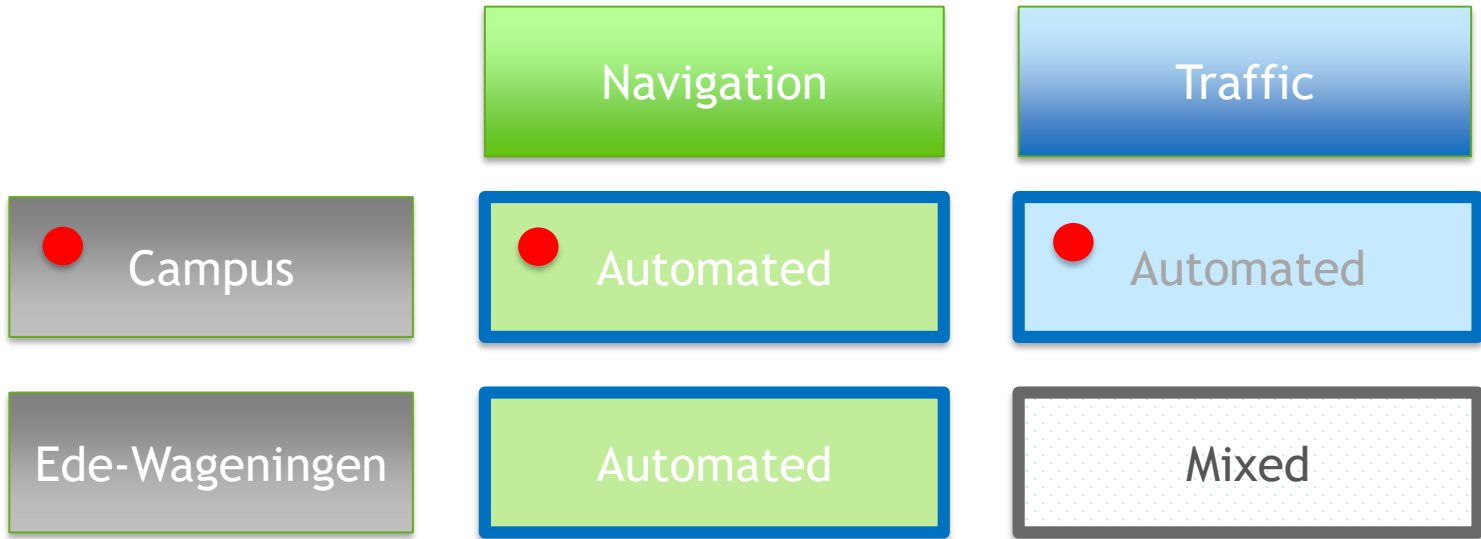 Navigation
Traffic
Campus
Automated
Automated
Ede-Wageningen
Automated
Mixed